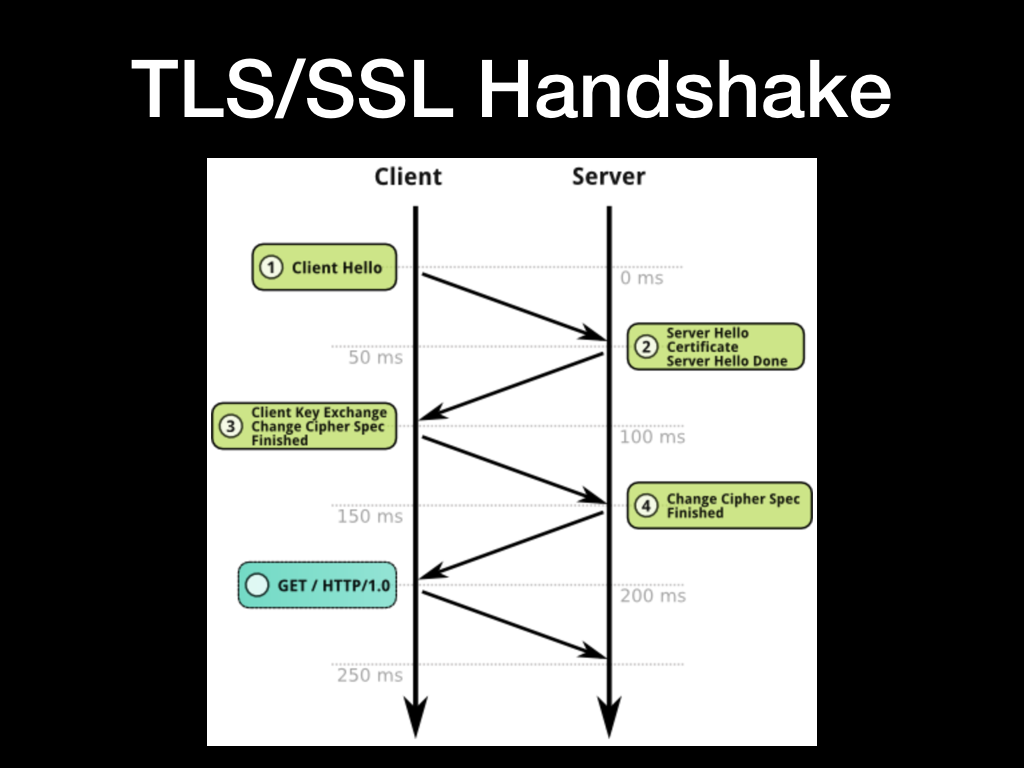 TLS/SSL Handshake
Client
Server
1
Client Hello
0 ms
2
Server Hello
Certificate
Server Hello Done
50 ms
3
Client Key Exchange
Change Cipher Spec
Finished
100 ms
4
Change Cipher Spec
Finished
150 ms
GET / HTTP/1.0
200 ms
250 ms